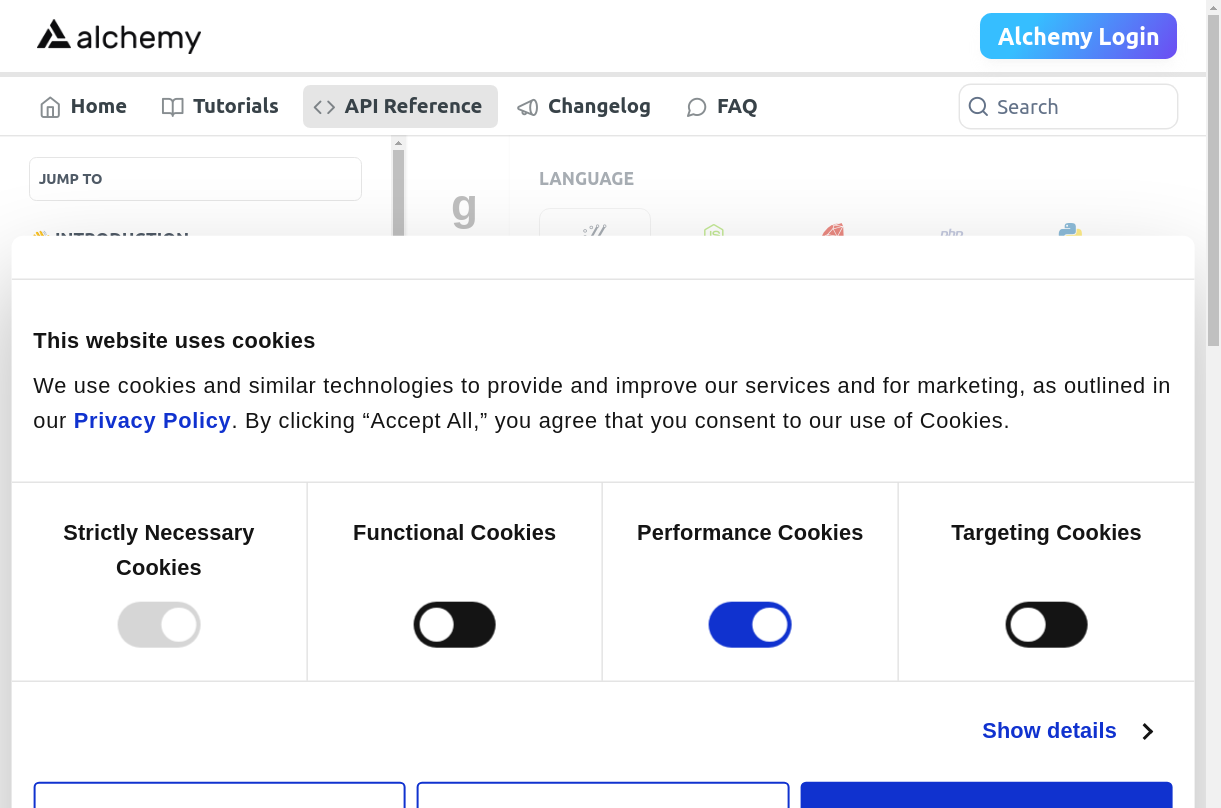 alchemy
Alchemy Login
Home
Tutorials
API Reference
Changelog
FAQ
Search
JUMP TO
INTRODUCTION
g
LANGUAGE
JS
php
This website uses cookies
We use cookies and similar technologies to provide and improve our services and for marketing, as outlined in
our Privacy Policy. By clicking “Accept All,” you agree that you consent to our use of Cookies.
Strictly Necessary
Cookies
Functional Cookies
Performance Cookies
Targeting Cookies
Show details